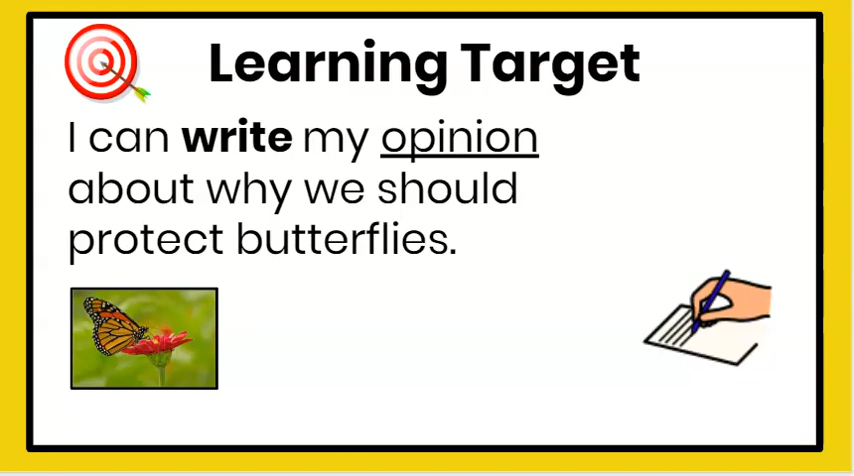 Learning Target
I can write my opinion
about why we should
protect butterflies.